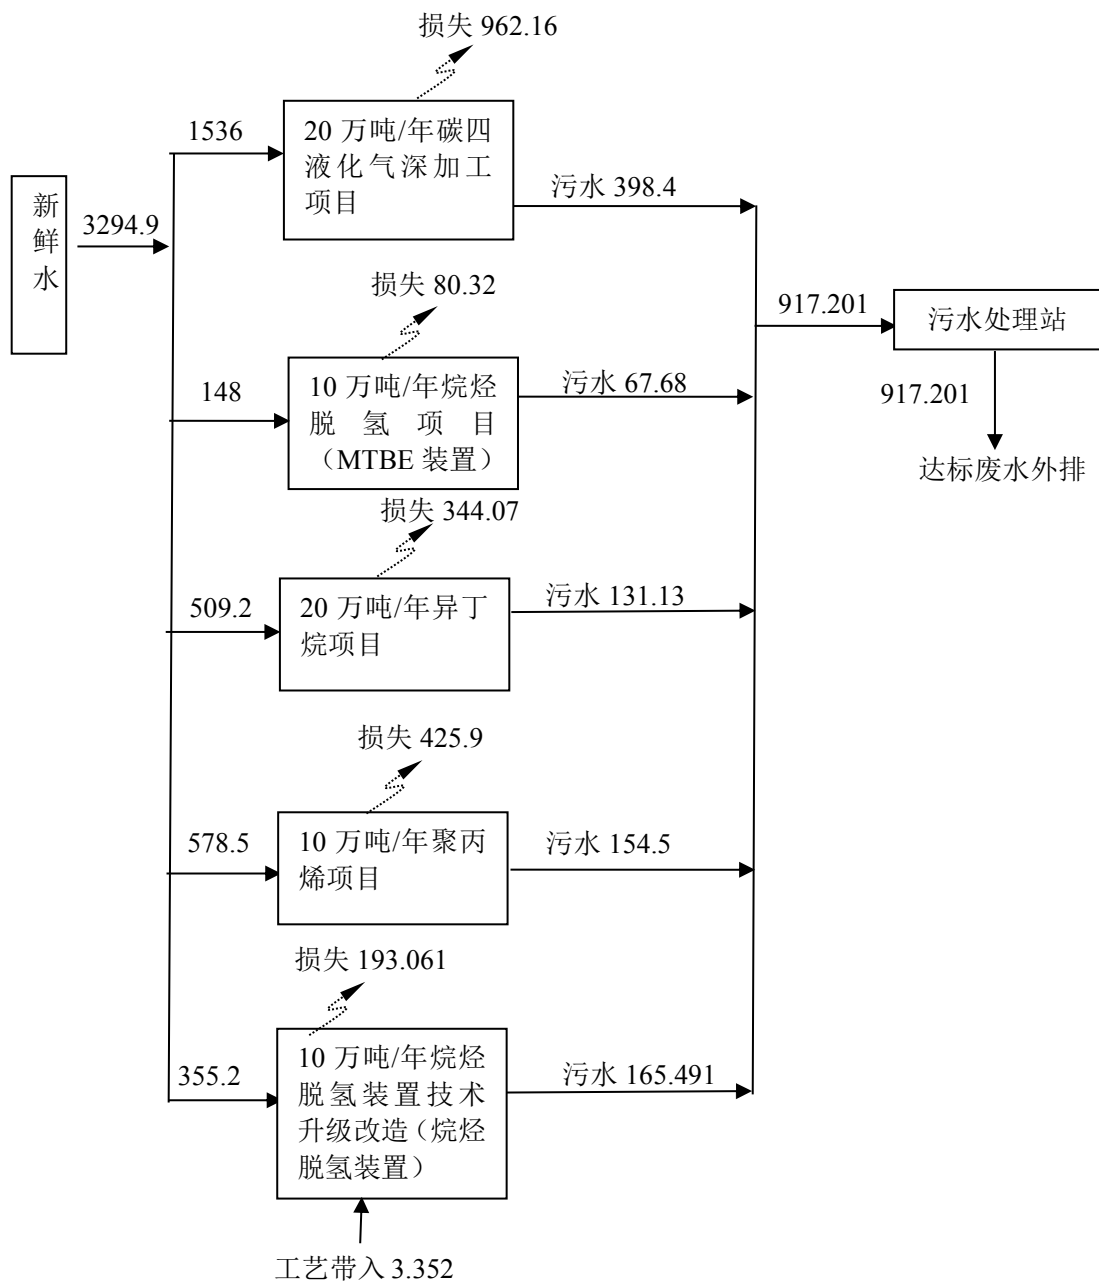 损失 962.16
1536
20 万吨/年碳四
液化气深加工
项目
污水 398.4
新
鲜
水
3294.9
损失 80.32
917.201
污水处理站
148
10 万吨/年烷烃
脱氢项目
（MTBE 装置）
污水 67.68
917.201
达标废水外排
损失 344.07
509.2
20 万吨/年异丁
烷项目
污水 131.13
损失 425.9
578.5
10 万吨/年聚丙
烯项目
污水 154.5
损失 193.061
355.2
10 万吨/年烷烃
脱氢装置技术
升级改造（烷烃
脱氢装置）
污水 165.491
工艺带入 3.352